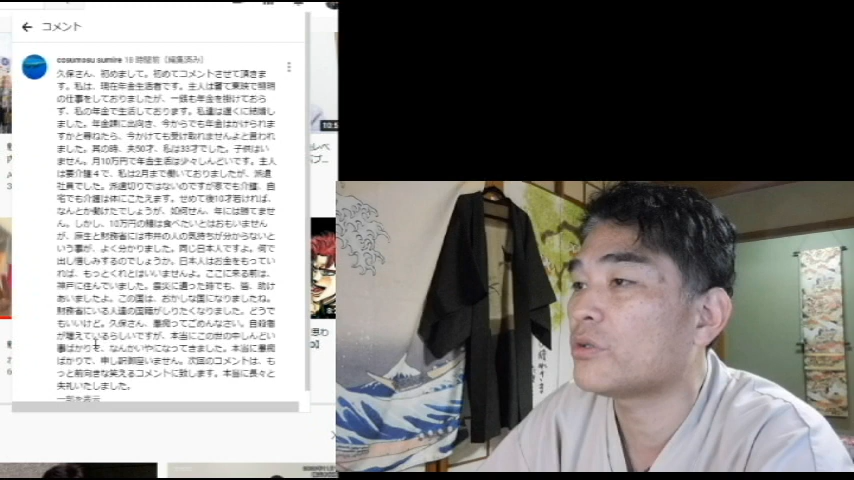 コメント
cosumosu sumire 18 時間前（編集済み）
久保さん、初めまして。初めてコメントさせて頂きま
す。私は、現在年金生活者です。主人は嘗て東映で照明
の仕事をしておりましたが、一銭も年金を掛けておら
ず、私の年金で生活しております。私達は遅くに結婚し
ました。年金課に出向き、今からでも年金はかけられま
すかと尋ねたら、今かけても受け取れませんよと言われ
ました。其の時、夫50才、私は33才でした。子供はい
ません。月10万円で年金生活は少々しんどいです。主人
は要介護４で、私は2月まで働いておりましたが、派遣
社員でした。派遣切りではないのですが家でも介護、自
宅でも介護は体にこたえます。せめて後10才若ければ、
なんとか働けたでしょうが、如何せん、年には勝てませ
ん。しかし、10万円の麺は食べたいとはおもいません
が、麻生と財務省には市井の人の気持ちが分からないと
いう事が、よく分かりました。同じ日本人ですよ。何で
出し惜しみするのでしょうか。日本人はお金をもってい
れば、もっとくれとはいいませんよ。ここに来る前は、
神戸に住んでいました。震災に遭った時でも、皆、助け
あいましたよ。この国は、おかしな国になりましたね。
財務省にいる人達の国籍がしりたくなりました。どうで
もいいけど。久保さん、愚痴ってごめんなさい。自殺者
が増えているらしいですが、本当にこの世の中しんどい
事ばかりで、なんかいやになってきました。本当に愚痴
ばかりで、申し訳御座いません。次回のコメントは、も
っと前向きな笑えるコメントに致します。本当に長々と
失礼いたしました。
一部を表示